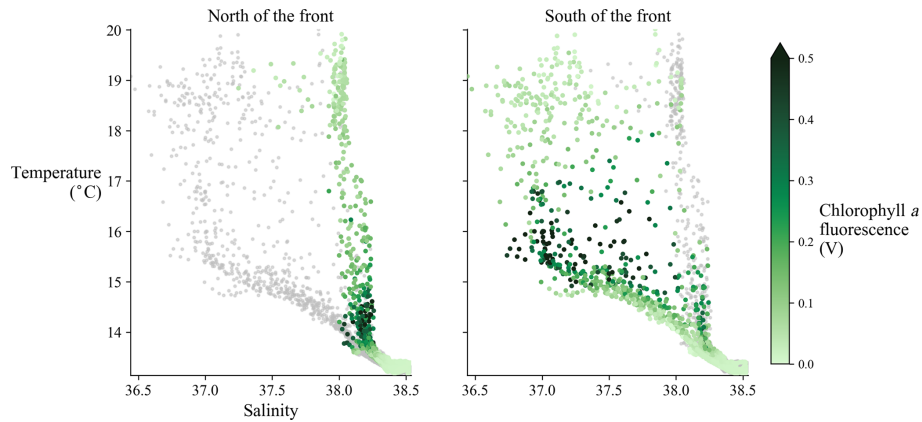 North of the front
South of the front
20
19
18
17
16
15
14
Temperature
(°C)
36.5
37.0
37.5
38.0
38.5
Salinity
36.5
37.0
37.5
38.0
38.5
0.5
0.4
0.3
0.2
0.1
0.0
Chlorophyll a
fluorescence
(V)